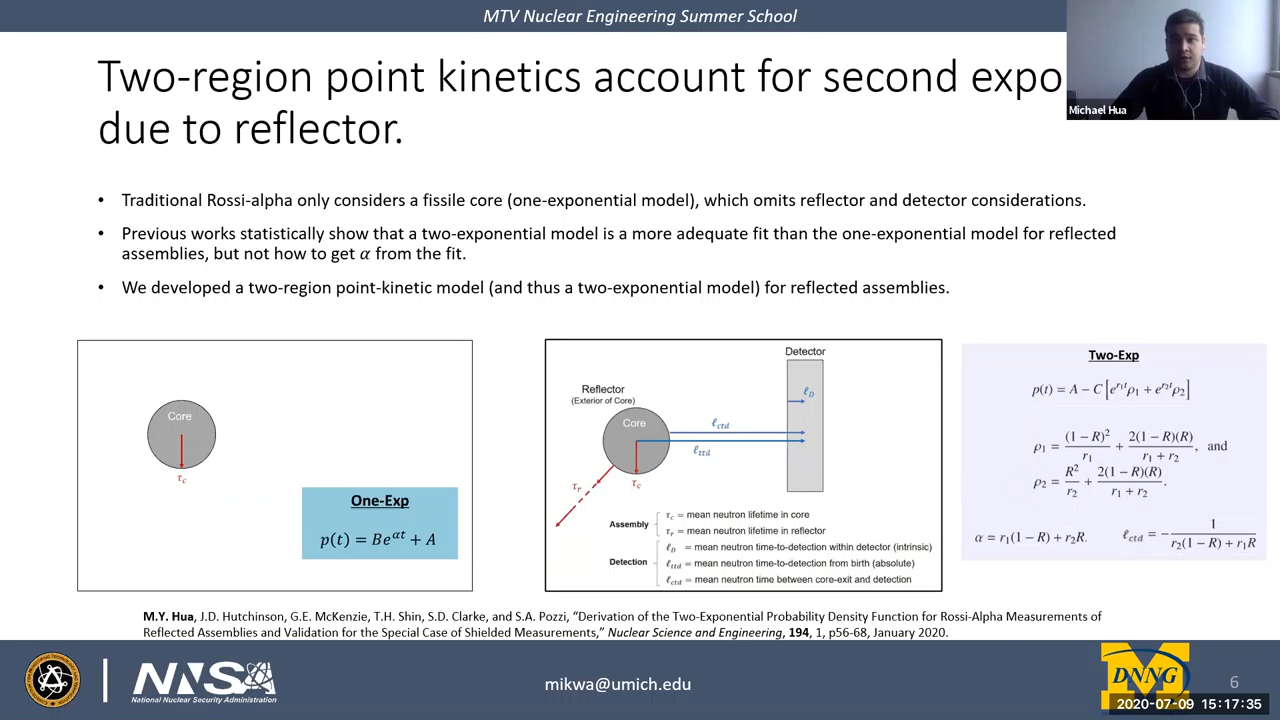 MTV Nuclear Engineering Summer School
Two-region point kinetics account for second expo
due to reflector.
Michael Hua
• Traditional Rossi-alpha only considers a fissile core (one-exponential model), which omits reflector and detector considerations.
• Previous works statistically show that a two-exponential model is a more adequate fit than the one-exponential model for reflected
assemblies, but not how to get α from the fit.
• We developed a two-region point-kinetic model (and thus a two-exponential model) for reflected assemblies.
Core
τc
One-Exp
p(t) = Be^{αt} + A
Detector
Reflector
(Exterior of Core)
Core
ℓD
ℓctd
ℓttd
τr
τc
Assembly
τc = mean neutron lifetime in core
τr = mean neutron lifetime in reflector
Detection
ℓD = mean neutron time-to-detection within detector (intrinsic)
ℓttd = mean neutron time-to-detection from birth (absolute)
ℓctd = mean neutron time between core-exit and detection
Two-Exp
p(t) = A − C[e^{r1t}ρ1 + e^{r2t}ρ2]
ρ1 = (1 − R)²/r1 + 2(1 − R)(R)/(r1 + r2), and
ρ2 = R²/r2 + 2(1 − R)(R)/(r1 + r2).
α = r1(1 − R) + r2R. ℓctd = −1/(r2(1 − R) + r1R)
M.Y. Hua, J.D. Hutchinson, G.E. McKenzie, T.H. Shin, S.D. Clarke, and S.A. Pozzi, “Derivation of the Two-Exponential Probability Density Function for Rossi-Alpha Measurements of
Reflected Assemblies and Validation for the Special Case of Shielded Measurements,” Nuclear Science and Engineering, 194, 1, p56-68, January 2020.
NNSA
National Nuclear Security Administration
mikwa@umich.edu
DNNG
6
2020-07-09 15:17:35